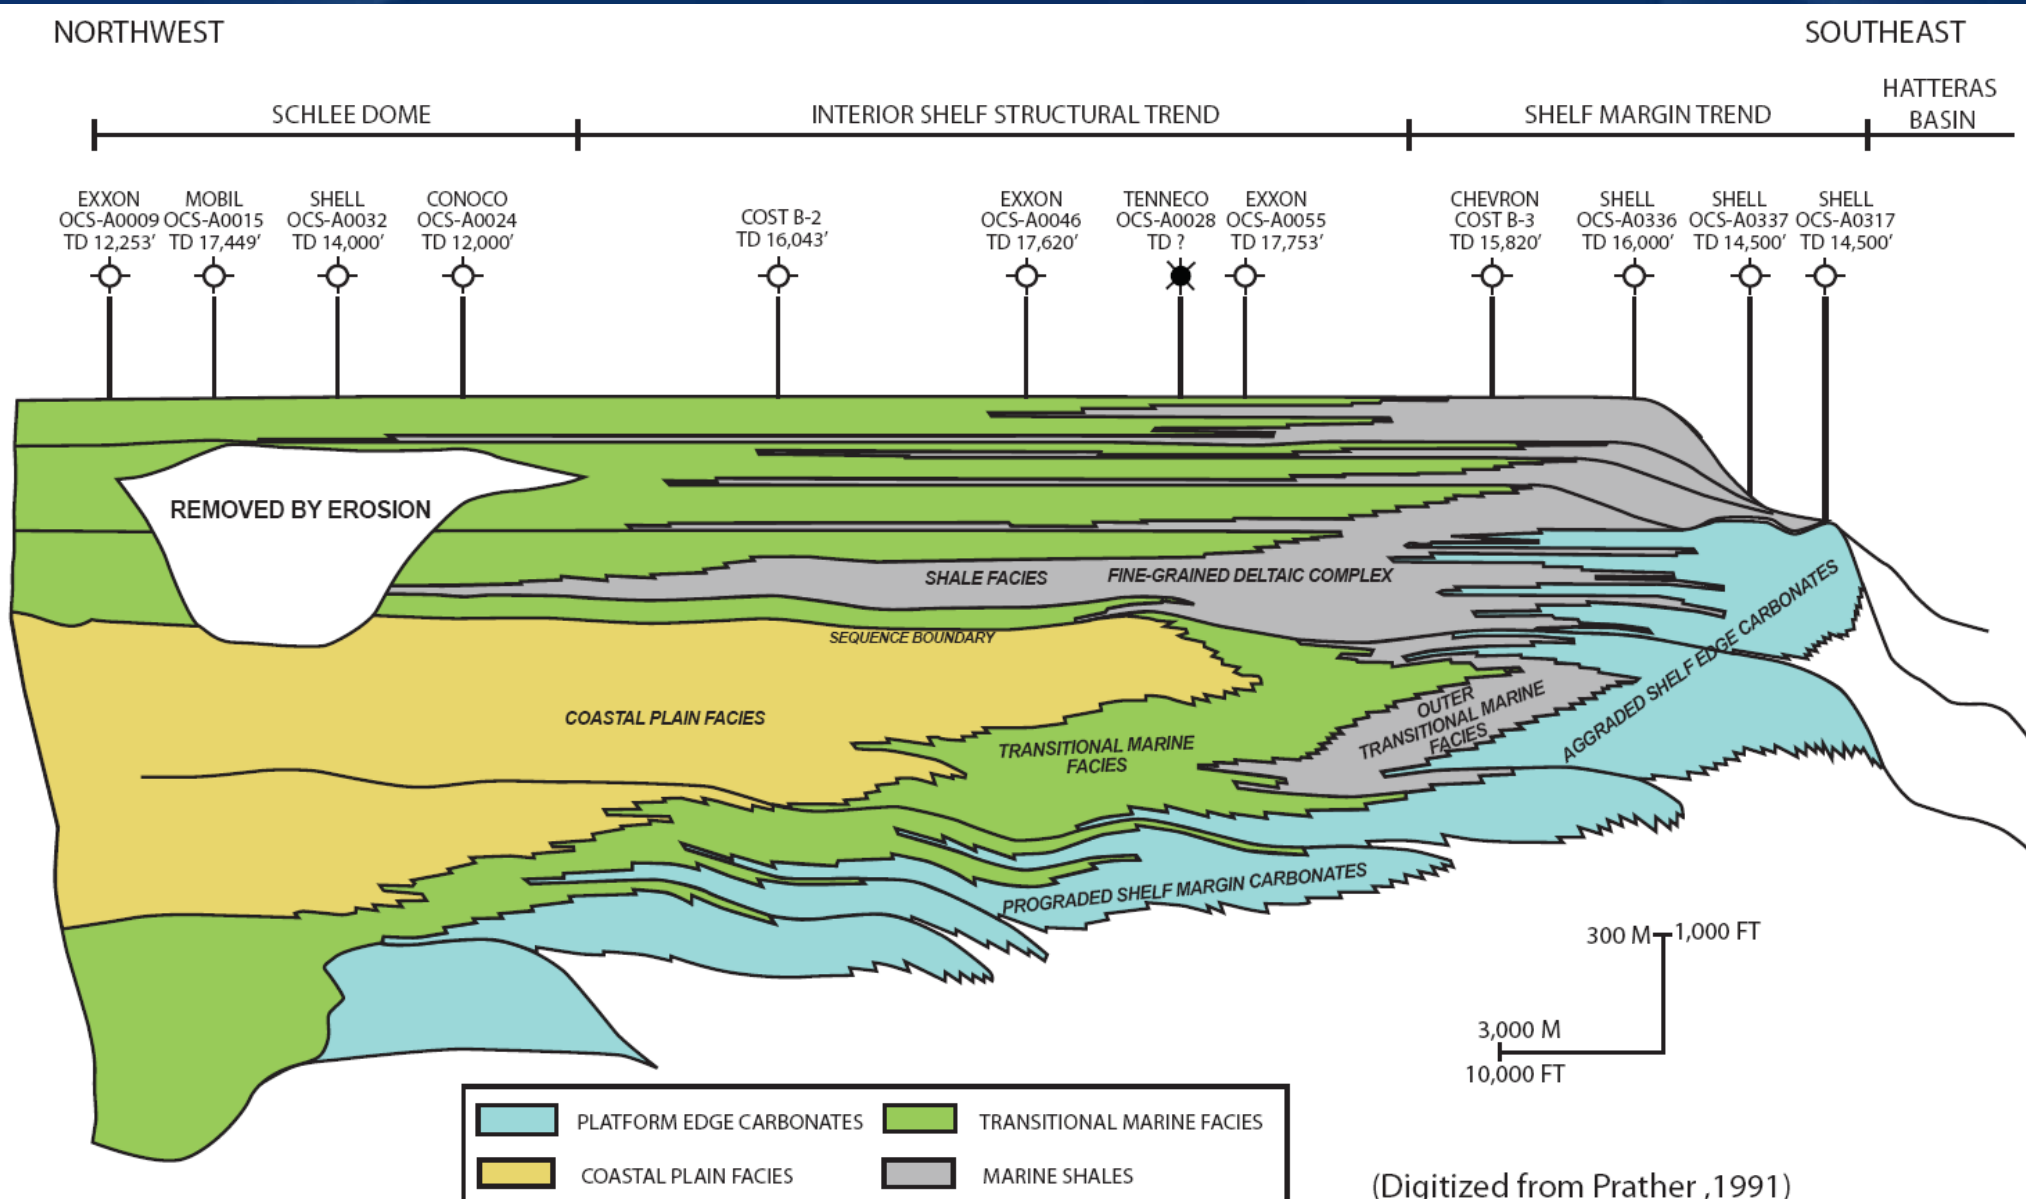 NORTHWEST
SOUTHEAST
SCHLEE DOME
INTERIOR SHELF STRUCTURAL TREND
SHELF MARGIN TREND
HATTERAS
BASIN
EXXON
OCS-A0009
TD 12,253'
MOBIL
OCS-A0015
TD 17,449'
SHELL
OCS-A0032
TD 14,000'
CONOCO
OCS-A0024
TD 12,000'
COST B-2
TD 16,043'
EXXON
OCS-A0046
TD 17,620'
TENNECO
OCS-A0028
TD ?
EXXON
OCS-A0055
TD 17,753'
CHEVRON
COST B-3
TD 15,820'
SHELL
OCS-A0336
16,000'
SHELL
OCS-A0337
TD 14,500'
SHELL
OCS-A0317
TD 14,500'
REMOVED BY EROSION
SHALE FACIES
FINE-GRAINED DELTAIC COMPLEX
SEQUENCE BOUNDARY
COASTAL PLAIN FACIES
TRANSITIONAL MARINE
FACIES
OUTER
TRANSITIONAL MARINE
FACIES
AGGRADED SHELF EDGE CARBONATES
PROGRADED SHELF MARGIN CARBONATES
300 M
1,000 FT
3,000 M
10,000 FT
PLATFORM EDGE CARBONATES
TRANSITIONAL MARINE FACIES
COASTAL PLAIN FACIES
MARINE SHALES
(Digitized from Prather ,1991)